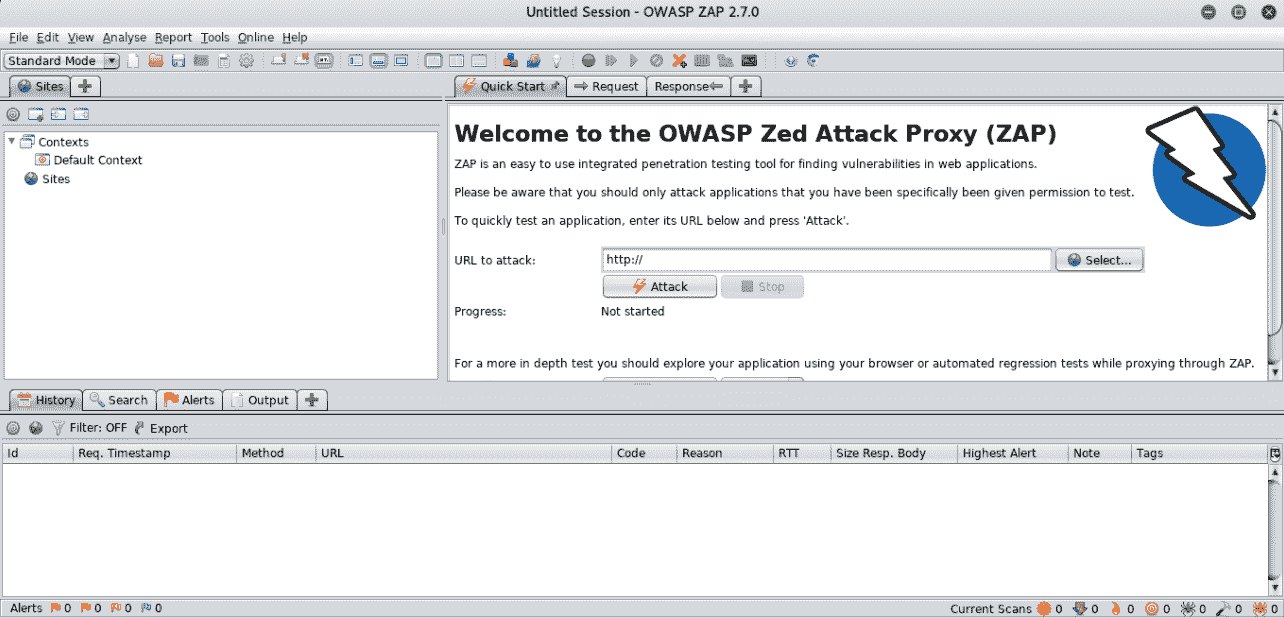 Untitled Session - OWASP ZAP 2.7.0
File Edit View Analyse Report Tools Online Help
Standard Mode
Sites
Quick Start Request Response
Contexts
Default Context
Sites
Welcome to the OWASP Zed Attack Proxy (ZAP)
ZAP is an easy to use integrated penetration testing tool for finding vulnerabilities in web applications.
Please be aware that you should only attack applications that you have been specifically been given permission to test.
To quickly test an application, enter its URL below and press 'Attack'.
URL to attack: http:// Select...
Attack Stop
Progress: Not started
For a more in depth test you should explore your application using your browser or automated regression tests while proxying through ZAP.
History Search Alerts Output
Filter: OFF Export
Id Req. Timestamp Method URL Code Reason RTT Size Resp. Body Highest Alert Note Tags
Alerts 0 0 0 0 Current Scans 0 0 0 0 0 0 0